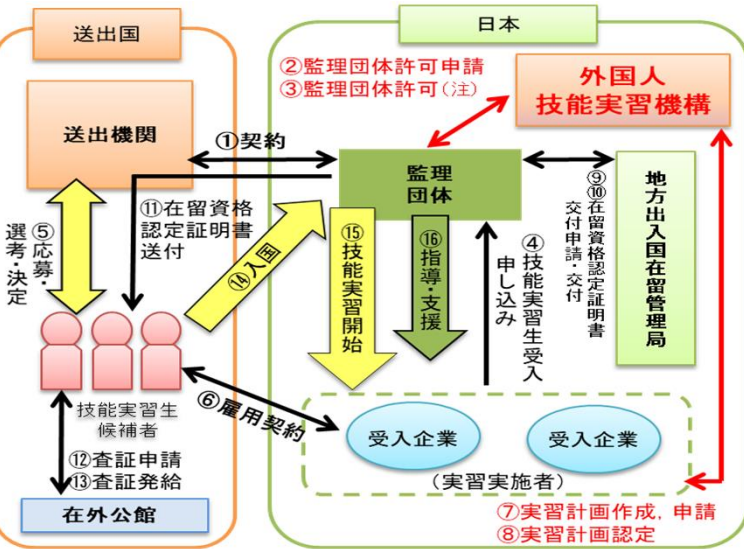 送出国
日本
②監理団体許可申請
③監理団体許可(注)
外国人
技能実習機構
送出機関
①契約
監理
団体
⑤応募・
選考・決定
⑪在留資格
認定証明書
送付
⑭入国
⑮技能実習開始
⑯指導・支援
④技能実習生受入
申し込み
⑨⑩在留資格認定証明書
交付申請・交付
地方出入国在留管理局
技能実習生
候補者
⑥雇用契約
受入企業
受入企業
(実習実施者)
⑫査証申請
⑬査証発給
在外公館
⑦実習計画作成，申請
⑧実習計画認定